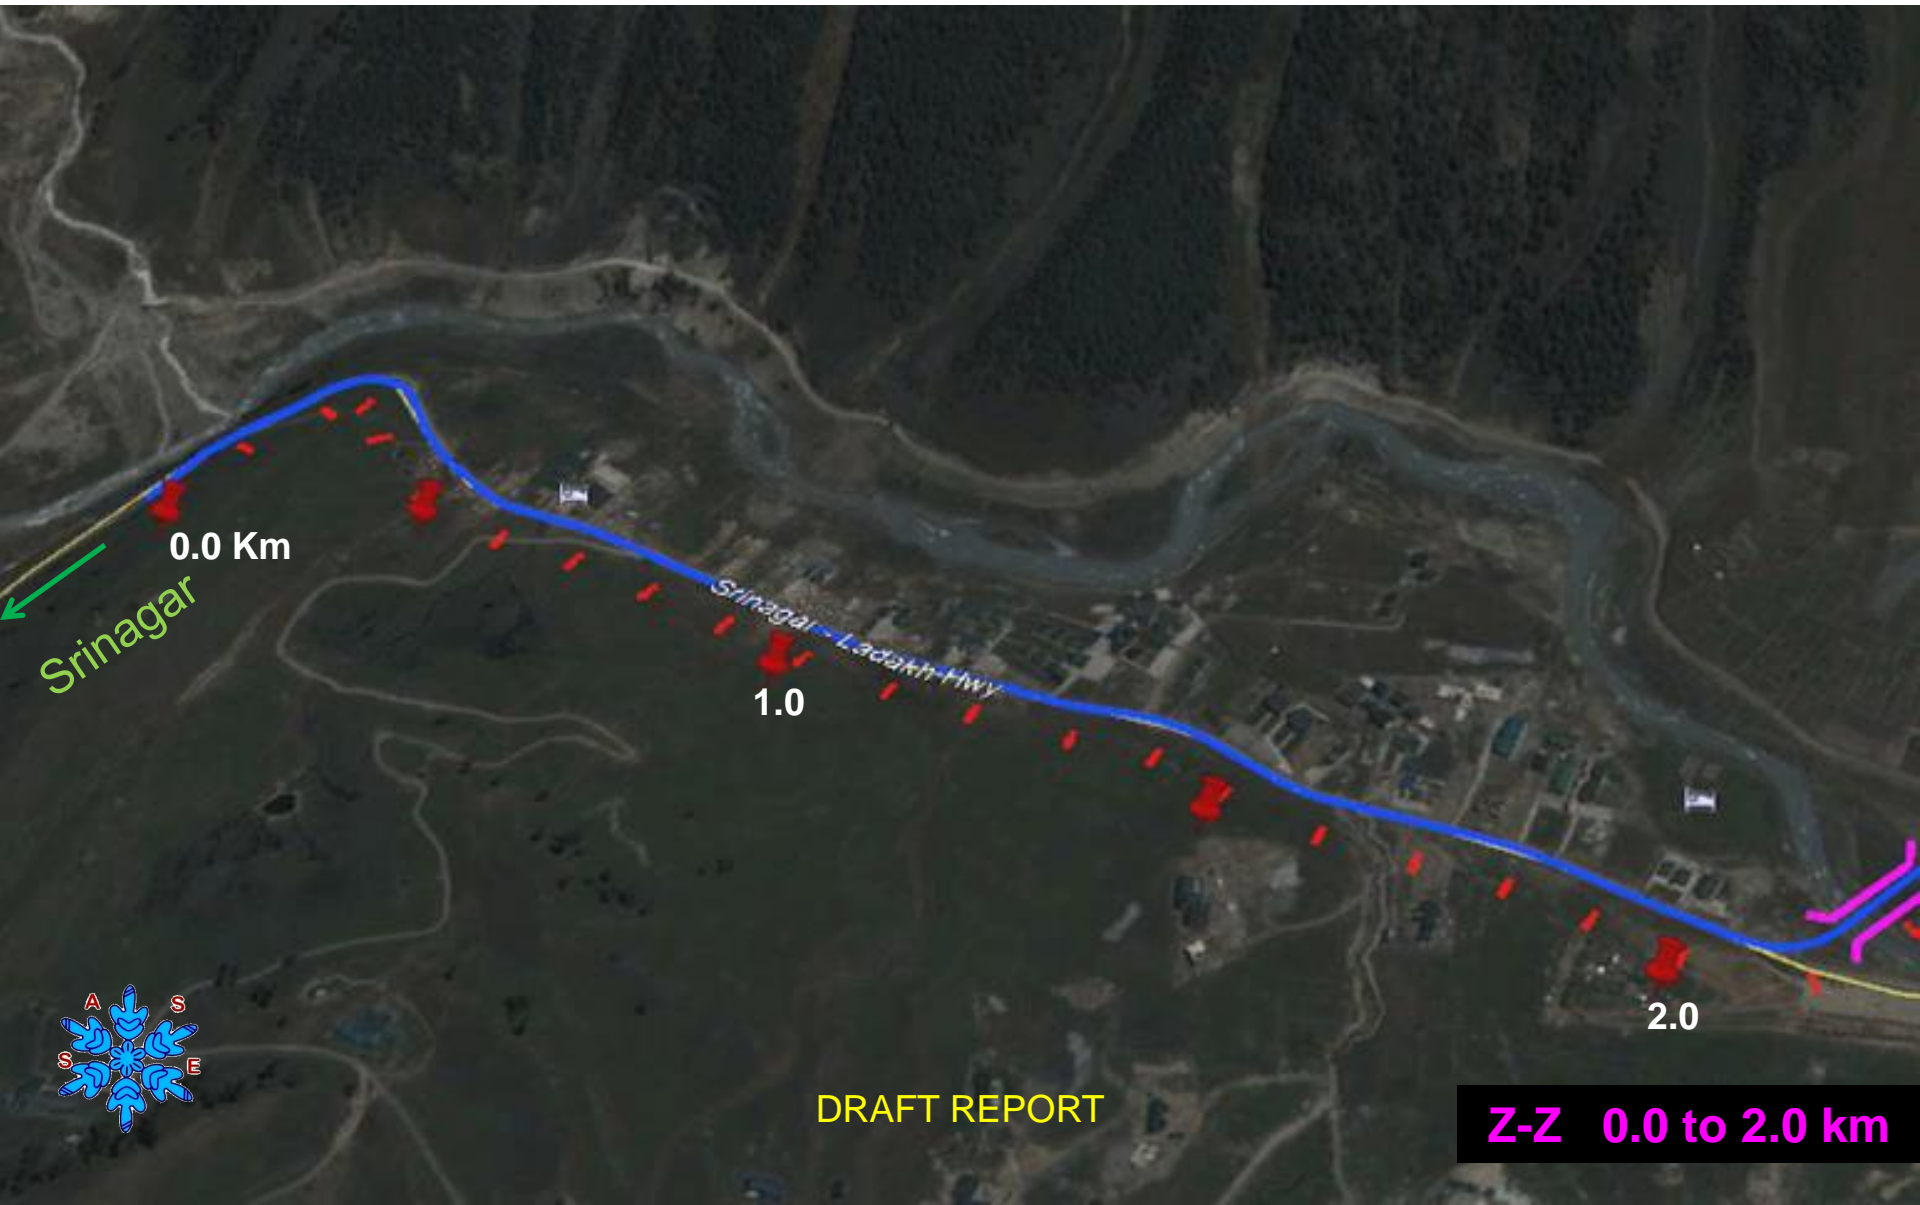 0.0 Km
Srinagar
Srinagar - Ladakh Hwy
1.0
2.0
A S
S E
DRAFT REPORT
Z-Z 0.0 to 2.0 km